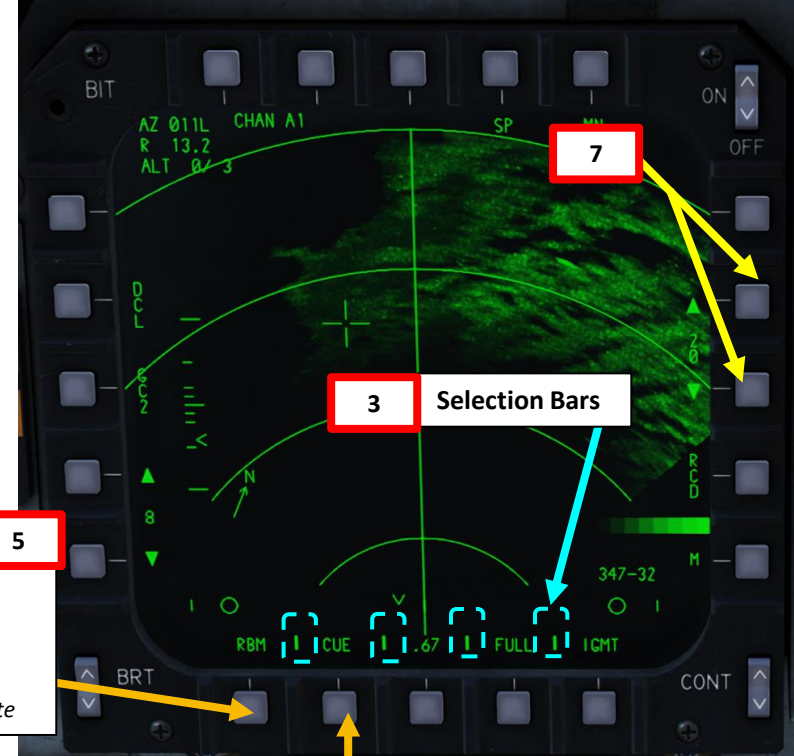 BIT
ON
OFF
AZ 011L
R 13.2
ALT 0/ 3
CHAN A1
SP
7
DCL
GC2
20
3 Selection Bars
N
5
8
RCD
M
347-32
RBM CUE .67 FULL IGMT
BRT
CONT